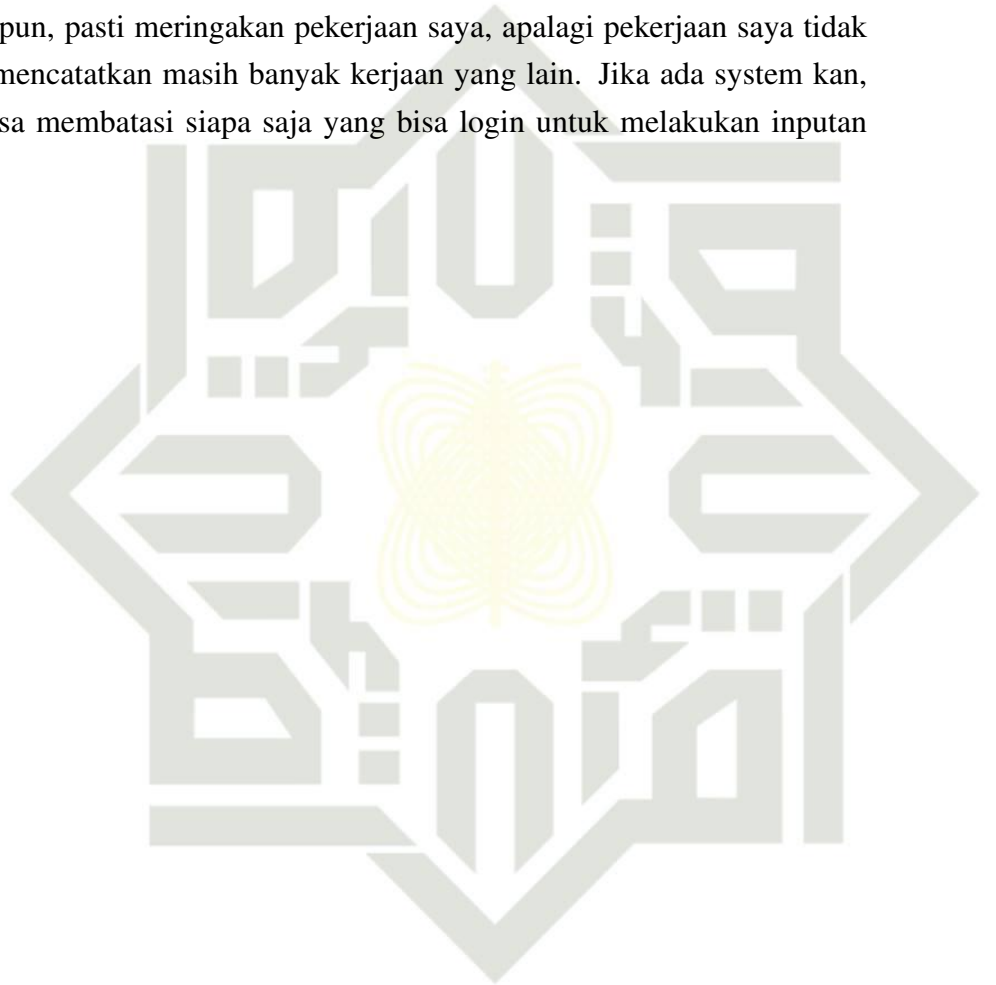 pun, pasti meringakan pekerjaan saya, apalagi pekerjaan saya tidak
mencatatkan masih banyak kerjaan yang lain. Jika ada system kan,
sa membatasi siapa saja yang bisa login untuk melakukan inputan